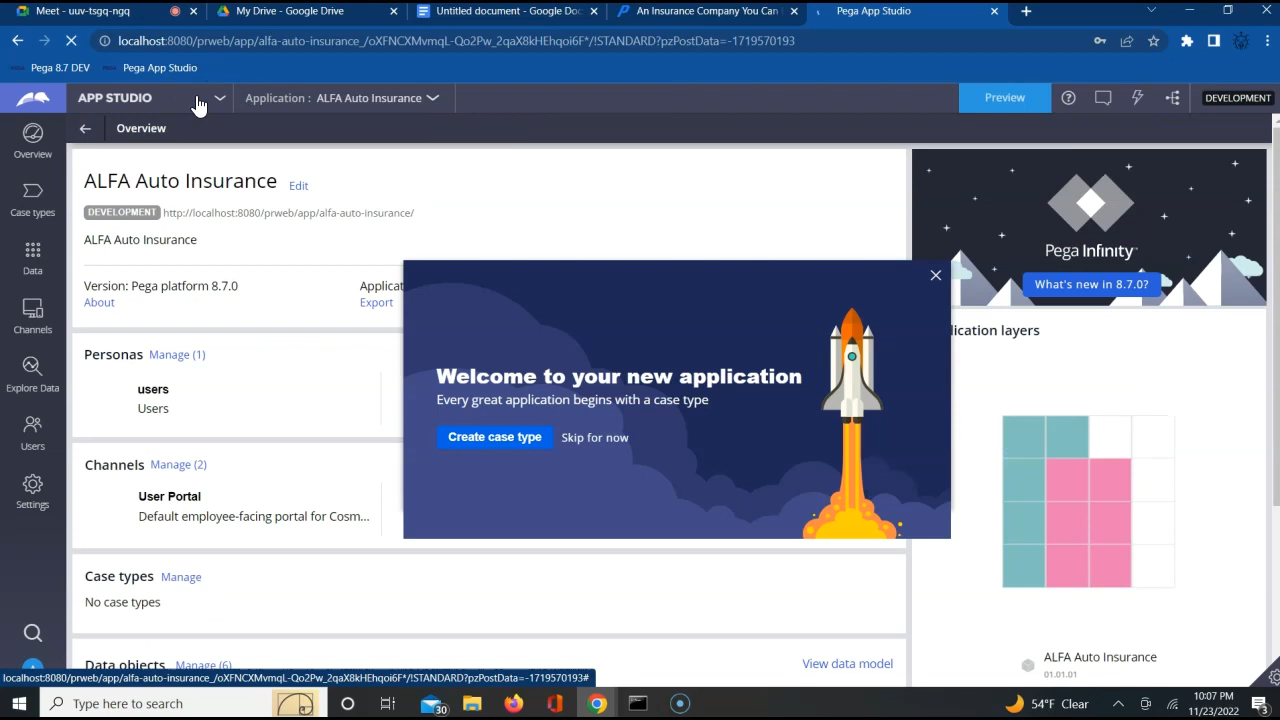 Meet - uuv-tsgq-ngq
My Drive - Google Drive
Untitled document - Google Doc
An Insurance Company You Can
Pega App Studio
localhost:8080/prweb/app/alfa-auto-insurance_/oXFNCXMvmqL-Qo2Pw_2qaX8kHEhqoi6F*/!STANDARD?pzPostData=-1719570193
Pega 8.7 DEV
Pega App Studio
APP STUDIO
Application : ALFA Auto Insurance
Preview
DEVELOPMENT
Overview
Overview
Case types
Data
Channels
Explore Data
Users
Settings
ALFA Auto Insurance Edit
DEVELOPMENT http://localhost:8080/prweb/app/alfa-auto-insurance/
ALFA Auto Insurance
Version: Pega platform 8.7.0
About
Applicat
Export
Personas Manage (1)
users
Users
Channels Manage (2)
User Portal
Default employee-facing portal for Cosm...
Case types Manage
No case types
Data objects Manage (6)
View data model
Welcome to your new application
Every great application begins with a case type
Create case type Skip for now
Pega Infinity™
What's new in 8.7.0?
lication layers
ALFA Auto Insurance
01.01.01
localhost:8080/prweb/app/alfa-auto-insurance_/oXFNCXMvmqL-Qo2Pw_2qaX8kHEhqoi6F*/!STANDARD?pzPostData=-1719570193#
Type here to search
30
54°F Clear
10:07 PM
11/23/2022
3